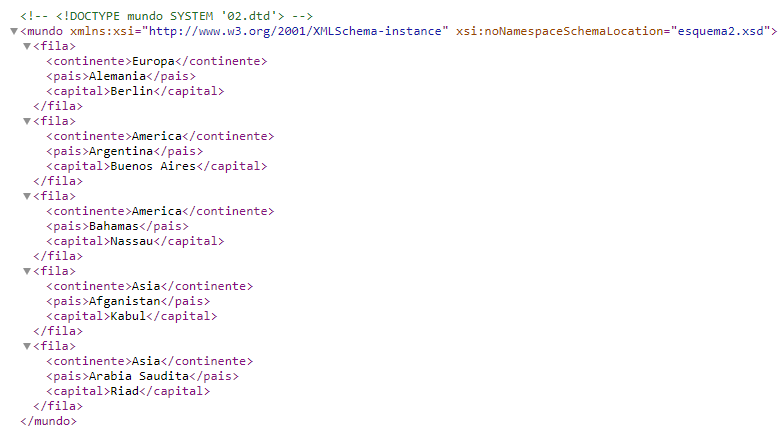 <!-- <!DOCTYPE mundo SYSTEM '02.dtd'> -->
▼<mundo xmlns:xsi="http://www.w3.org/2001/XMLSchema-instance" xsi:noNamespaceSchemaLocation="esquema2.xsd">
▼<fila>
<continente>Europa</continente>
<pais>Alemania</pais>
<capital>Berlin</capital>
</fila>
▼<fila>
<continente>America</continente>
<pais>Argentina</pais>
<capital>Buenos Aires</capital>
</fila>
▼<fila>
<continente>America</continente>
<pais>Bahamas</pais>
<capital>Nassau</capital>
</fila>
▼<fila>
<continente>Asia</continente>
<pais>Afganistan</pais>
<capital>Kabul</capital>
</fila>
▼<fila>
<continente>Asia</continente>
<pais>Arabia Saudita</pais>
<capital>Riad</capital>
</fila>
</mundo>